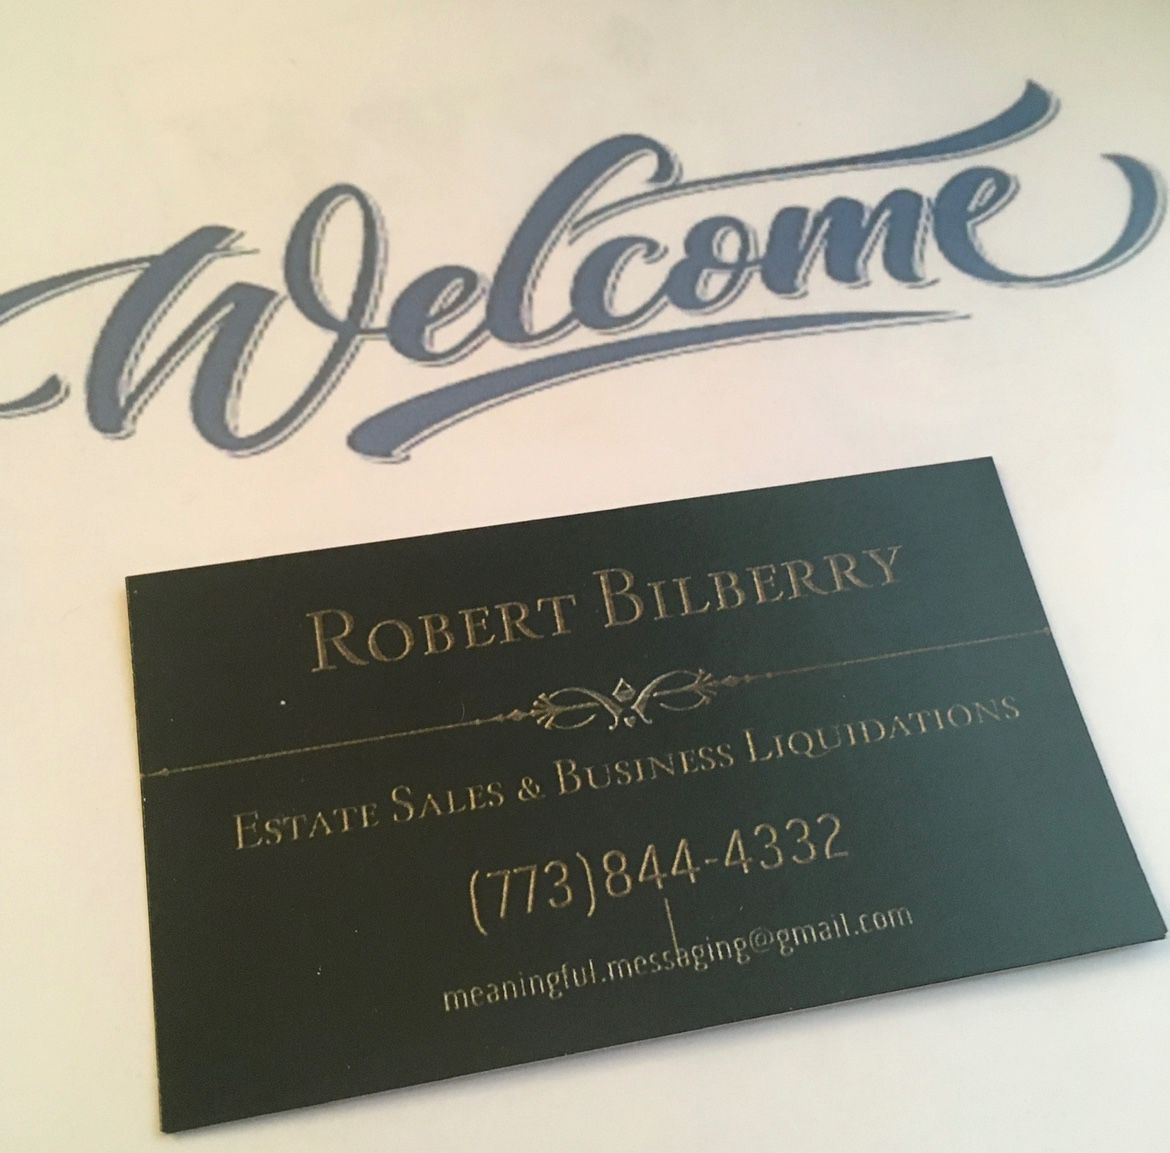 Welcome
Robert Bilberry
Estate Sales & Business Liquidations
(773)844-4332
meaningful.messaging@gmail.com